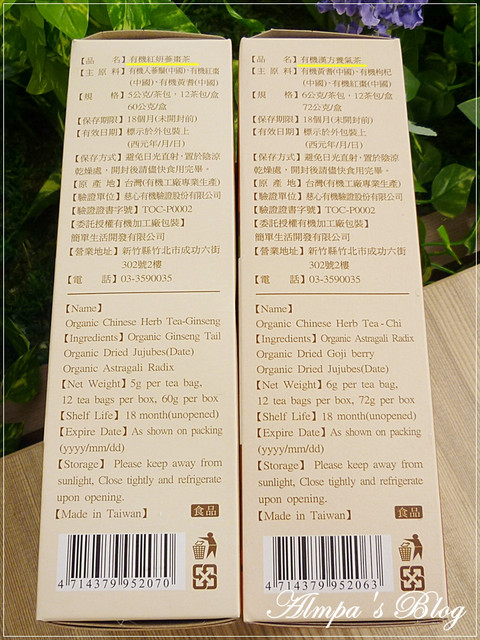 【品　　名】有機紅妍蔘棗茶
【主 原 料】有機人蔘鬚(中國)､有機紅棗
(中國)､有機黃耆(中國)
【規　　格】5公克/茶包，12茶包/盒
60公克/盒
【保存期限】18個月(未開封前)
【有效日期】標示於外包裝上
(西元年/月/日)
【保存方式】避免日光直射，置於陰涼
乾燥處，開封後請儘快食用完畢。
【原 產 地】台灣(有機工廠專業生產)
【驗證單位】慈心有機驗證股份有限公司
【驗證證書字號】TOC-P0002
【委託授權有機加工廠包裝】
簡單生活開發有限公司
【營業地址】新竹縣竹北市成功六街
302號2樓
【電　　話】03-3590035
【Name】
Organic Chinese Herb Tea-Ginseng
【Ingredients】Organic Ginseng Tail
Organic Dried Jujubes(Date)
Organic Astragali Radix
【Net Weight】5g per tea bag,
12 tea bags per box, 60g per box
【Shelf Life】18 month(unopened)
【Expire Date】As shown on packing
(yyyy/mm/dd)
【Storage】 Please keep away from
sunlight, Close tightly and refrigerate
upon opening.
【Made in Taiwan】
食品
4 714379 952070
【品　　名】有機漢方養氣茶
【主 原 料】有機黃耆(中國)､有機枸杞
(中國)､有機紅棗(中國)
【規　　格】6公克/茶包，12茶包/盒
72公克/盒
【保存期限】18個月(未開封前)
【有效日期】標示於外包裝上
(西元年/月/日)
【保存方式】避免日光直射，置於陰涼
乾燥處，開封後請儘快食用完畢。
【原 產 地】台灣(有機工廠專業生產)
【驗證單位】慈心有機驗證股份有限公司
【驗證證書字號】TOC-P0002
【委託授權有機加工廠包裝】
簡單生活開發有限公司
【營業地址】新竹縣竹北市成功六街
302號2樓
【電　　話】03-3590035
【Name】
Organic Chinese Herb Tea-Chi
【Ingredients】Organic Astragali Radix
Organic Dried Goji berry
Organic Dried Jujubes(Date)
【Net Weight】6g per tea bag,
12 tea bags per box, 72g per box
【Shelf Life】18 month(unopened)
【Expire Date】As shown on packing
(yyyy/mm/dd)
【Storage】 Please keep away from
sunlight, Close tightly and refrigerate
upon opening.
【Made in Taiwan】
食品
4 714379 952063
Almpa's Blog